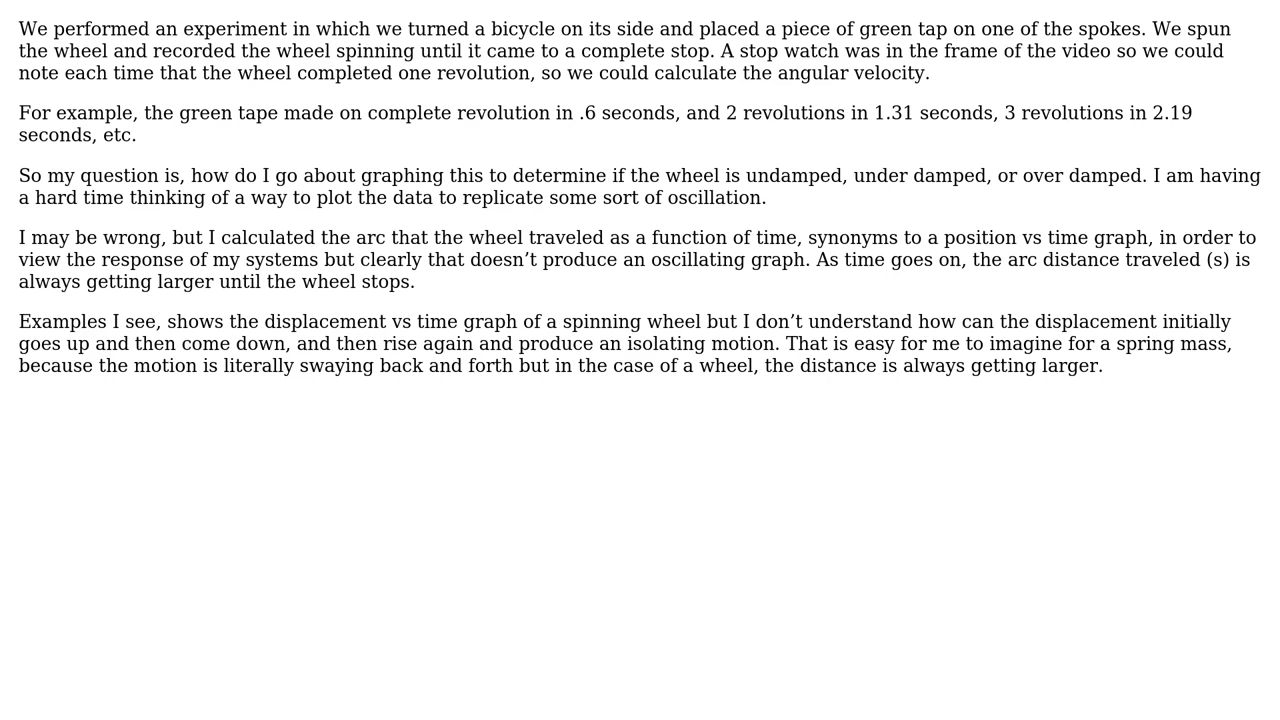 We performed an experiment in which we turned a bicycle on its side and placed a piece of green tap on one of the spokes. We spun
the wheel and recorded the wheel spinning until it came to a complete stop. A stop watch was in the frame of the video so we could
note each time that the wheel completed one revolution, so we could calculate the angular velocity.
For example, the green tape made on complete revolution in .6 seconds, and 2 revolutions in 1.31 seconds, 3 revolutions in 2.19
seconds, etc.
So my question is, how do I go about graphing this to determine if the wheel is undamped, under damped, or over damped. I am having
a hard time thinking of a way to plot the data to replicate some sort of oscillation.
I may be wrong, but I calculated the arc that the wheel traveled as a function of time, synonyms to a position vs time graph, in order to
view the response of my systems but clearly that doesn’t produce an oscillating graph. As time goes on, the arc distance traveled (s) is
always getting larger until the wheel stops.
Examples I see, shows the displacement vs time graph of a spinning wheel but I don’t understand how can the displacement initially
goes up and then come down, and then rise again and produce an isolating motion. That is easy for me to imagine for a spring mass,
because the motion is literally swaying back and forth but in the case of a wheel, the distance is always getting larger.